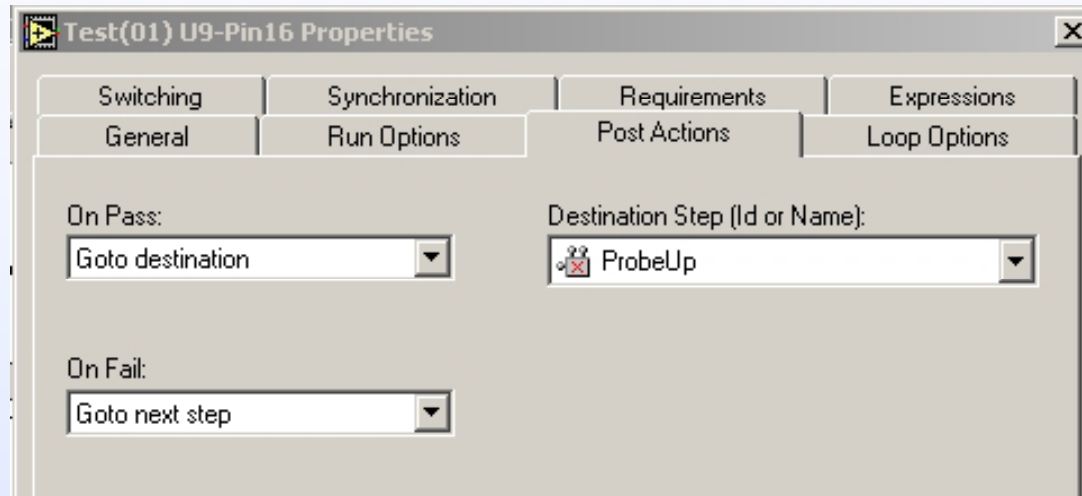 Test(01) U9-Pin16 Properties
Switching Synchronization Requirements Expressions
General Run Options Post Actions Loop Options
On Pass: Destination Step (Id or Name):
Goto destination ProbeUp
On Fail:
Goto next step